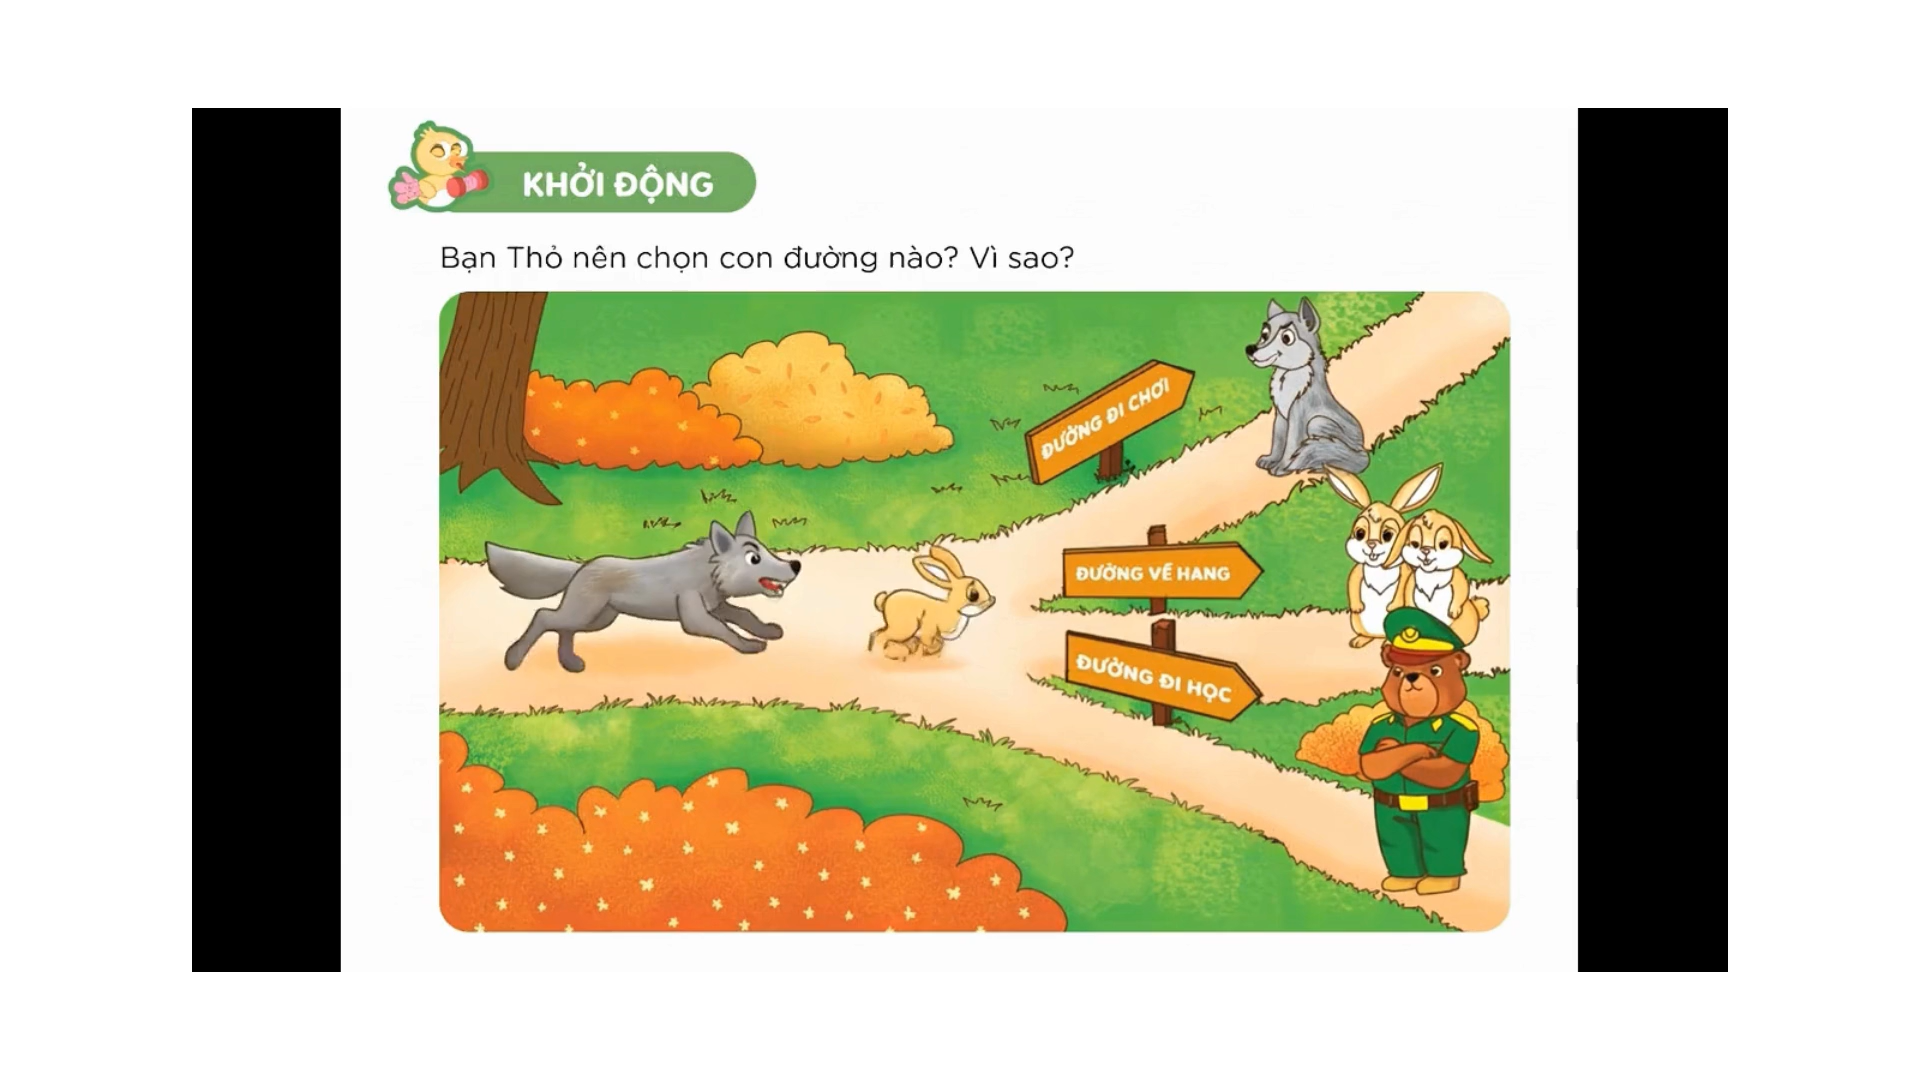 KHỞI ĐỘNG
Bạn Thỏ nên chọn con đường nào? Vì sao?
ĐƯỜNG ĐI CHƠI
ĐƯỜNG VỀ HANG
ĐƯỜNG ĐI HỌC